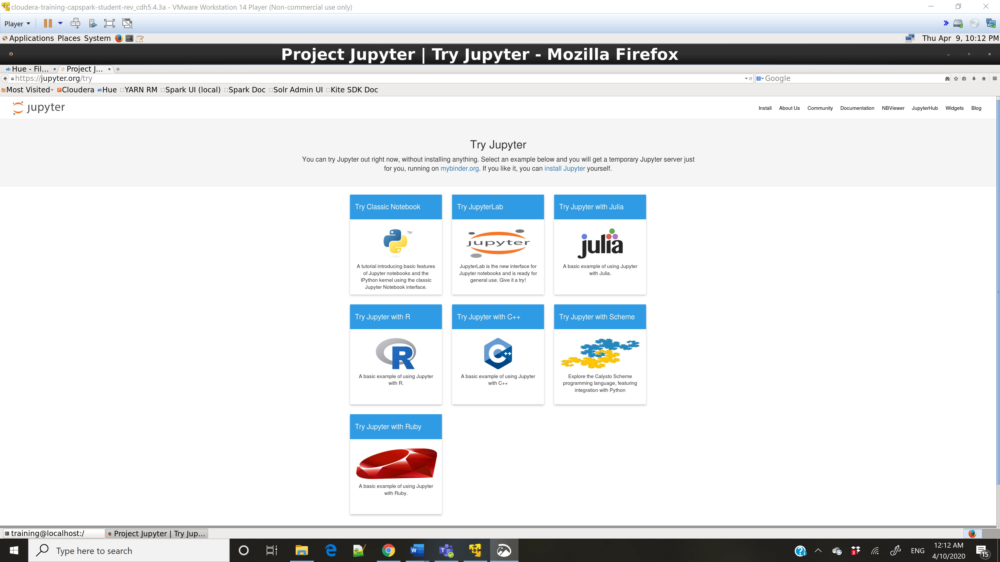 cloudera-training-capspark-student-rev_cdh5.4.3a - VMware Workstation 14 Player (Non-commercial use only)
Player
Applications Places System
Thu Apr 9, 10:12 PM
Project Jupyter | Try Jupyter - Mozilla Firefox
Hue - Fil... Project J...
https://jupyter.org/try
Google
Most Visited Cloudera Hue YARN RM Spark UI (local) Spark Doc Solr Admin UI Kite SDK Doc
jupyter
Install About Us Community Documentation NBViewer JupyterHub Widgets Blog
Try Jupyter
You can try Jupyter out right now, without installing anything. Select an example below and you will get a temporary Jupyter server just
for you, running on mybinder.org. If you like it, you can install Jupyter yourself.
Try Classic Notebook
TM
A tutorial introducing basic features
of Jupyter notebooks and the
IPython kernel using the classic
Jupyter Notebook interface.
Try JupyterLab
jupyter
JupyterLab is the new interface for
Jupyter notebooks and is ready for
general use. Give it a try!
Try Jupyter with Julia
julia
A basic example of using Jupyter
with Julia.
Try Jupyter with R
R
A basic example of using Jupyter
with R.
Try Jupyter with C++
C++
A basic example of using Jupyter
with C++
Try Jupyter with Scheme
Explore the Calysto Scheme
programming language, featuring
integration with Python
Try Jupyter with Ruby
A basic example of using Jupyter
with Ruby.
training@localhost:/
Project Jupyter | Try Jup...
Type here to search
W
T
3
ENG
12:12 AM
4/10/2020
15